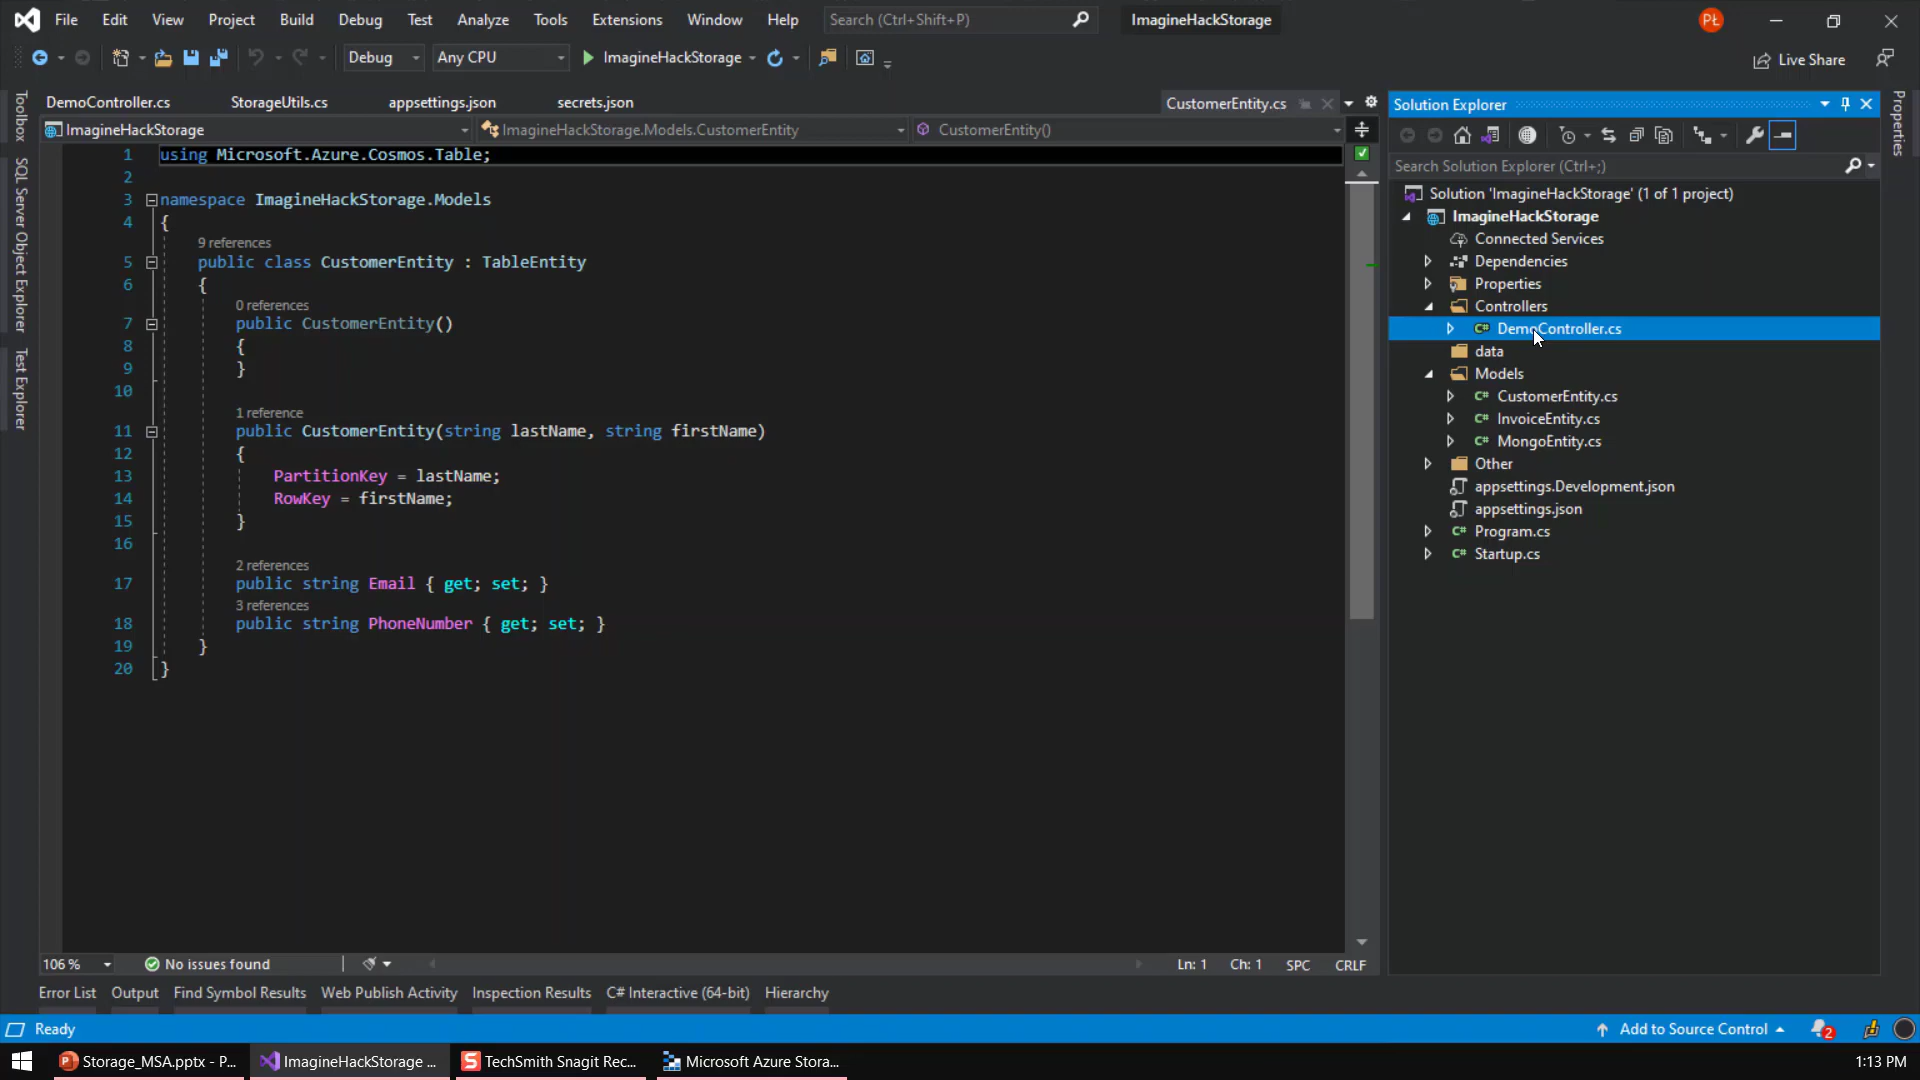 File Edit View Project Build Debug Test Analyze Tools Extensions Window Help Search (Ctrl+Shift+P) ImagineHackStorage PŁ
Debug Any CPU ImagineHackStorage Live Share
DemoController.cs StorageUtils.cs appsettings.json secrets.json CustomerEntity.cs
ImagineHackStorage ImagineHackStorage.Models.CustomerEntity CustomerEntity()
Toolbox
SQL Server Object Explorer
Test Explorer
1 using Microsoft.Azure.Cosmos.Table;
2
3 namespace ImagineHackStorage.Models
4 {
9 references
5 public class CustomerEntity : TableEntity
6 {
0 references
7 public CustomerEntity()
8 {
9 }
10
1 reference
11 public CustomerEntity(string lastName, string firstName)
12 {
13 PartitionKey = lastName;
14 RowKey = firstName;
15 }
16
2 references
17 public string Email { get; set; }
3 references
18 public string PhoneNumber { get; set; }
19 }
20 }
106 % No issues found Ln: 1 Ch: 1 SPC CRLF
Solution Explorer
Search Solution Explorer (Ctrl+;)
Solution 'ImagineHackStorage' (1 of 1 project)
ImagineHackStorage
Connected Services
Dependencies
Properties
Controllers
C# DemoController.cs
data
Models
C# CustomerEntity.cs
C# InvoiceEntity.cs
C# MongoEntity.cs
Other
appsettings.Development.json
appsettings.json
C# Program.cs
C# Startup.cs
Properties
Error List Output Find Symbol Results Web Publish Activity Inspection Results C# Interactive (64-bit) Hierarchy
Ready Add to Source Control 2
Storage_MSA.pptx - P... ImagineHackStorage ... TechSmith Snagit Rec... Microsoft Azure Stora... 1:13 PM